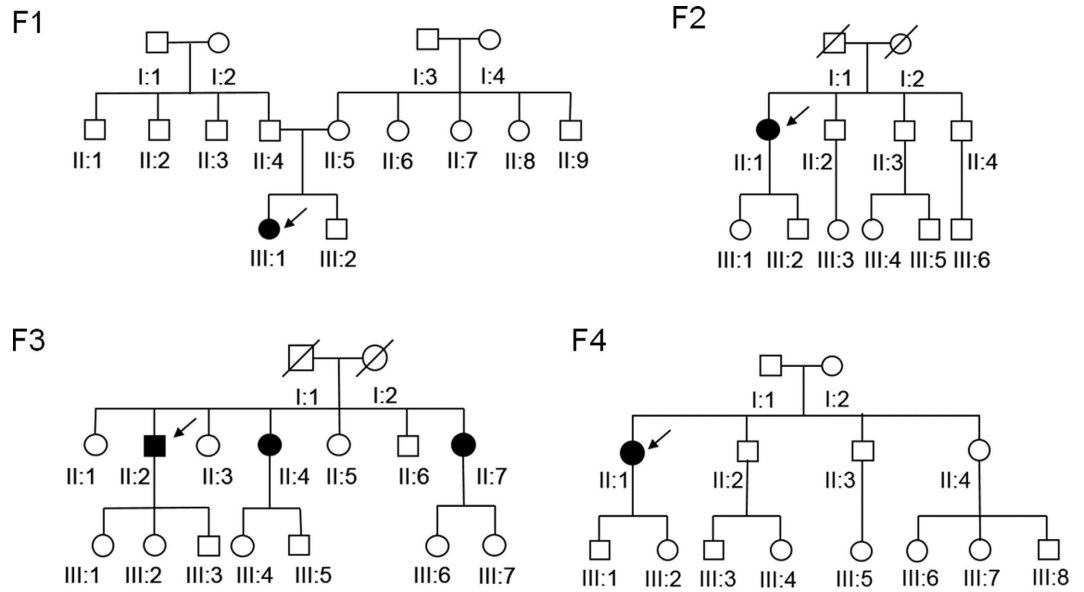 F1
I:1 I:2 I:3 I:4
II:1 II:2 II:3 II:4 II:5 II:6 II:7 II:8 II:9
III:1 III:2
F2
I:1 I:2
II:1 II:2 II:3 II:4
III:1 III:2 III:3 III:4 III:5 III:6
F3
I:1 I:2
II:1 II:2 II:3 II:4 II:5 II:6 II:7
III:1 III:2 III:3 III:4 III:5 III:6 III:7
F4
I:1 I:2
II:1 II:2 II:3 II:4
III:1 III:2 III:3 III:4 III:5 III:6 III:7 III:8